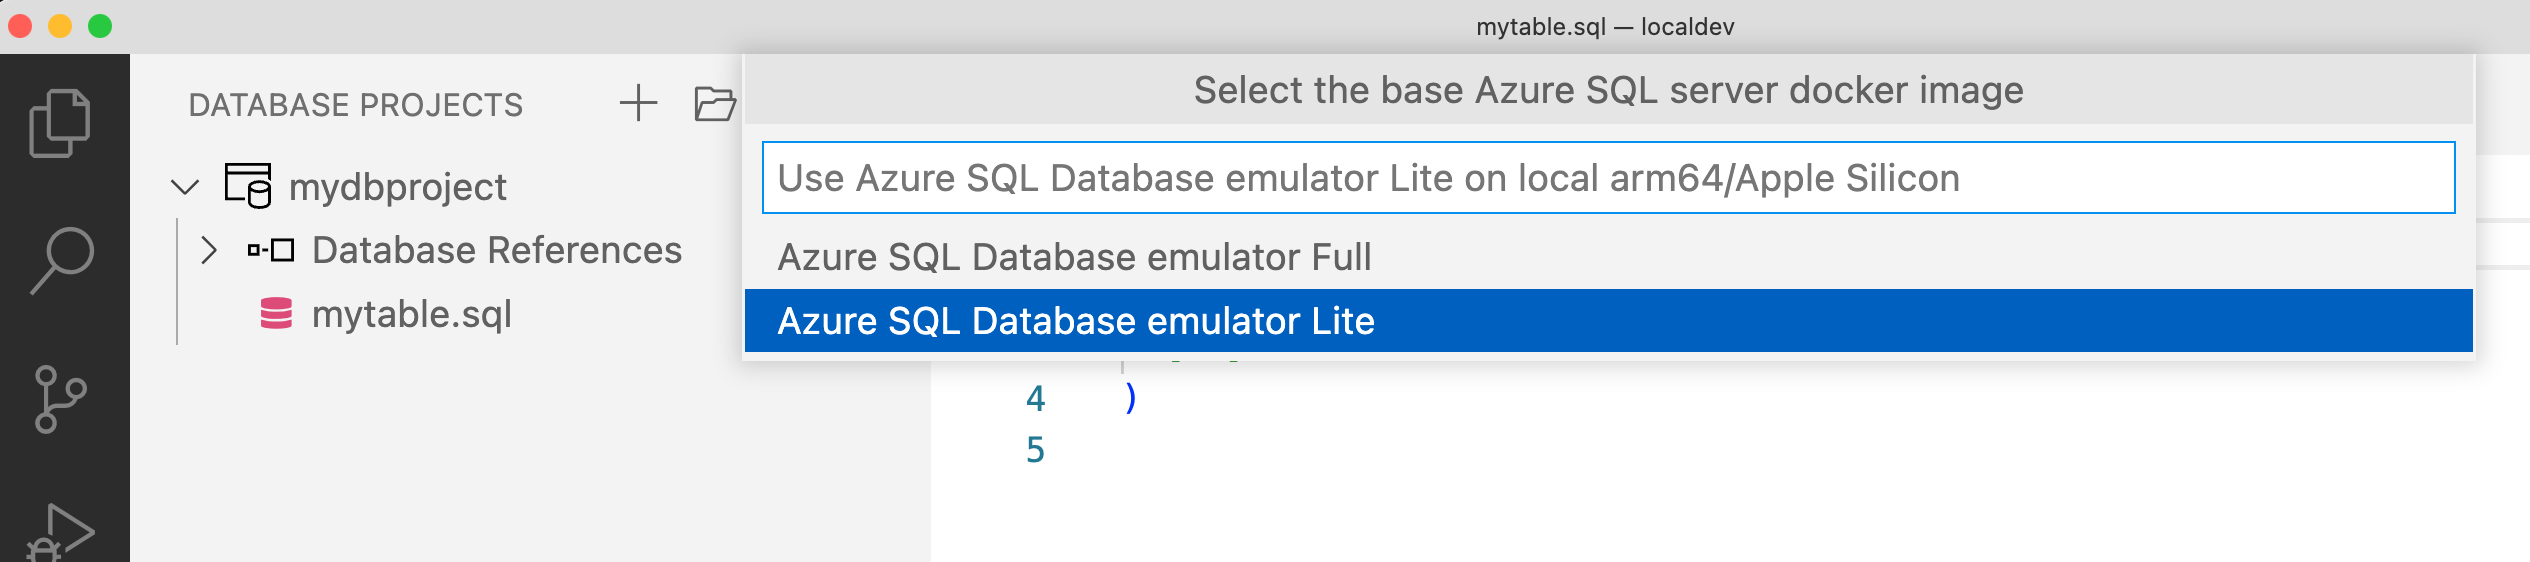 mytable.sql — localdev
DATABASE PROJECTS
mydbproject
Database References
mytable.sql
Select the base Azure SQL server docker image
Use Azure SQL Database emulator Lite on local arm64/Apple Silicon
Azure SQL Database emulator Full
Azure SQL Database emulator Lite
4 )
5